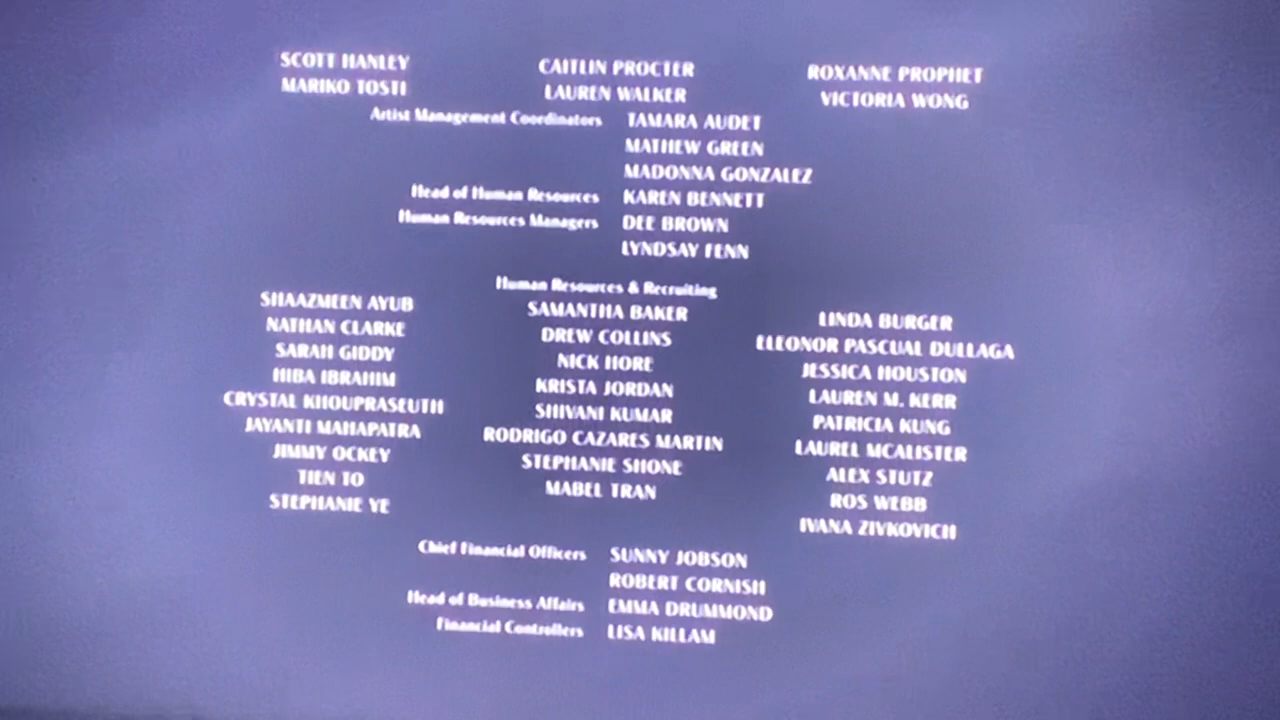 SCOTT HANLEY CAITLIN PROCTER ROXANNE PROPHET
MARIKO TOSTI LAUREN WALKER VICTORIA WONG
Artist Management Coordinators TAMARA AUDET
MATHEW GREEN
MADONNA GONZALEZ
Head of Human Resources KAREN BENNETT
Human Resources Managers DEE BROWN
LYNDSAY FENN
Human Resources & Recruiting
SHAAZMEEN AYUB SAMANTHA BAKER LINDA BURGER
NATHAN CLARKE DREW COLLINS ELEONOR PASCUAL DULLAGA
SARAH GIDDY NICK HORE JESSICA HOUSTON
HIBA IBRAHIM KRISTA JORDAN LAUREN M. KERR
CRYSTAL KHOUPRASEUTH SHIVANI KUMAR PATRICIA KUNG
JAYANTI MAHAPATRA RODRIGO CAZARES MARTIN LAUREL MCALISTER
JIMMY OCKEY STEPHANIE SHONE ALEX STUTZ
TIEN TO MABEL TRAN ROS WEBB
STEPHANIE YE IVANA ZIVKOVICH
Chief Financial Officers SUNNY JOBSON
ROBERT CORNISH
Head of Business Affairs EMMA DRUMMOND
Financial Controllers LISA KILLAM